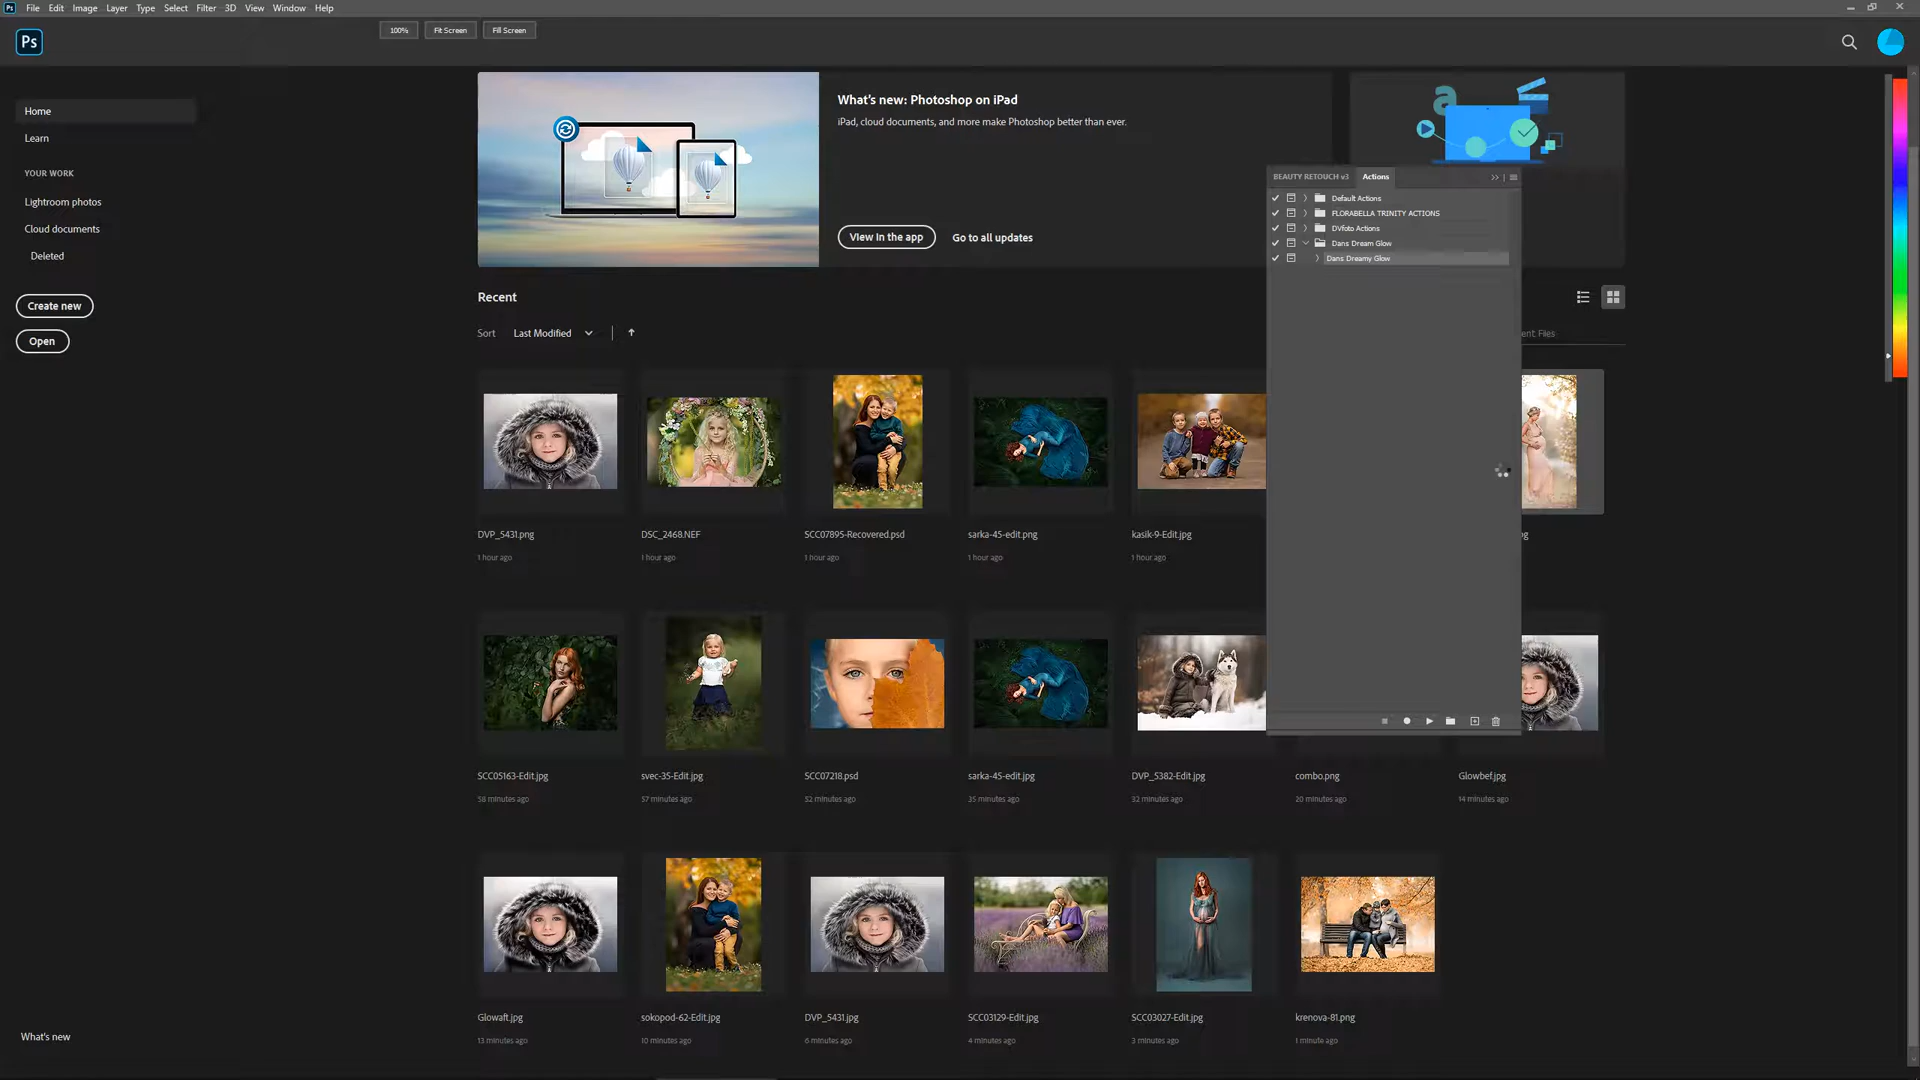 Ps File Edit Image Layer Type Select Filter 3D View Window Help
100% Fit Screen Fill Screen
Ps
Home
Learn
YOUR WORK
Lightroom photos
Cloud documents
Deleted
Create new
Open
What's new
What's new: Photoshop on iPad
iPad, cloud documents, and more make Photoshop better than ever.
View in the app Go to all updates
a
BEAUTY RETOUCH v3 Actions
Default Actions
FLORABELLA TRINITY ACTIONS
DVfoto Actions
Dans Dream Glow
Dans Dreamy Glow
Recent
Sort Last Modified
ent Files
DVP_5431.png DSC_2468.NEF SCC07895-Recovered.psd sarka-45-edit.png kasik-9-Edit.jpg
1 hour ago 1 hour ago 1 hour ago 1 hour ago 1 hour ago
SCC05163-Edit.jpg svec-35-Edit.jpg SCC07218.psd sarka-45-edit.jpg DVP_5382-Edit.jpg combo.png Glowbef.jpg
58 minutes ago 57 minutes ago 52 minutes ago 35 minutes ago 32 minutes ago 20 minutes ago 14 minutes ago
Glowaft.jpg sokopod-62-Edit.jpg DVP_5431.jpg SCC03129-Edit.jpg SCC03027-Edit.jpg krenova-81.png
13 minutes ago 10 minutes ago 6 minutes ago 4 minutes ago 3 minutes ago 1 minute ago